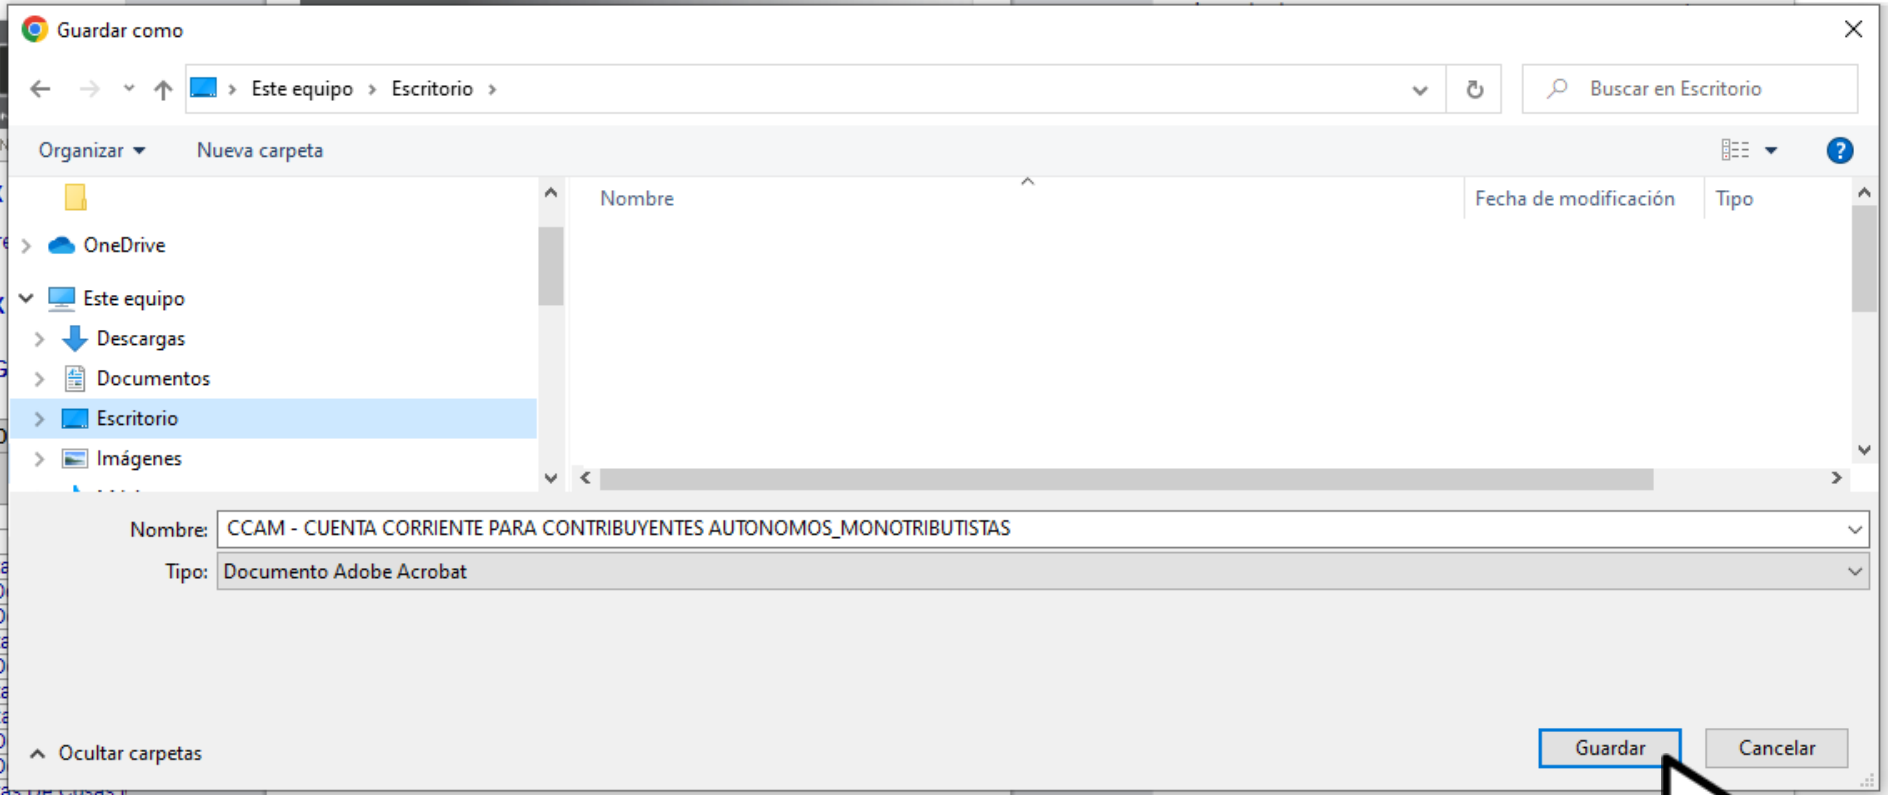 Guardar como
Este equipo > Escritorio >
Buscar en Escritorio
Organizar
Nueva carpeta
?
Nombre
Fecha de modificación
Tipo
OneDrive
Este equipo
Descargas
Documentos
Escritorio
Imágenes
Nombre: CCAM - CUENTA CORRIENTE PARA CONTRIBUYENTES AUTONOMOS_MONOTRIBUTISTAS
Tipo: Documento Adobe Acrobat
Ocultar carpetas
Guardar
Cancelar